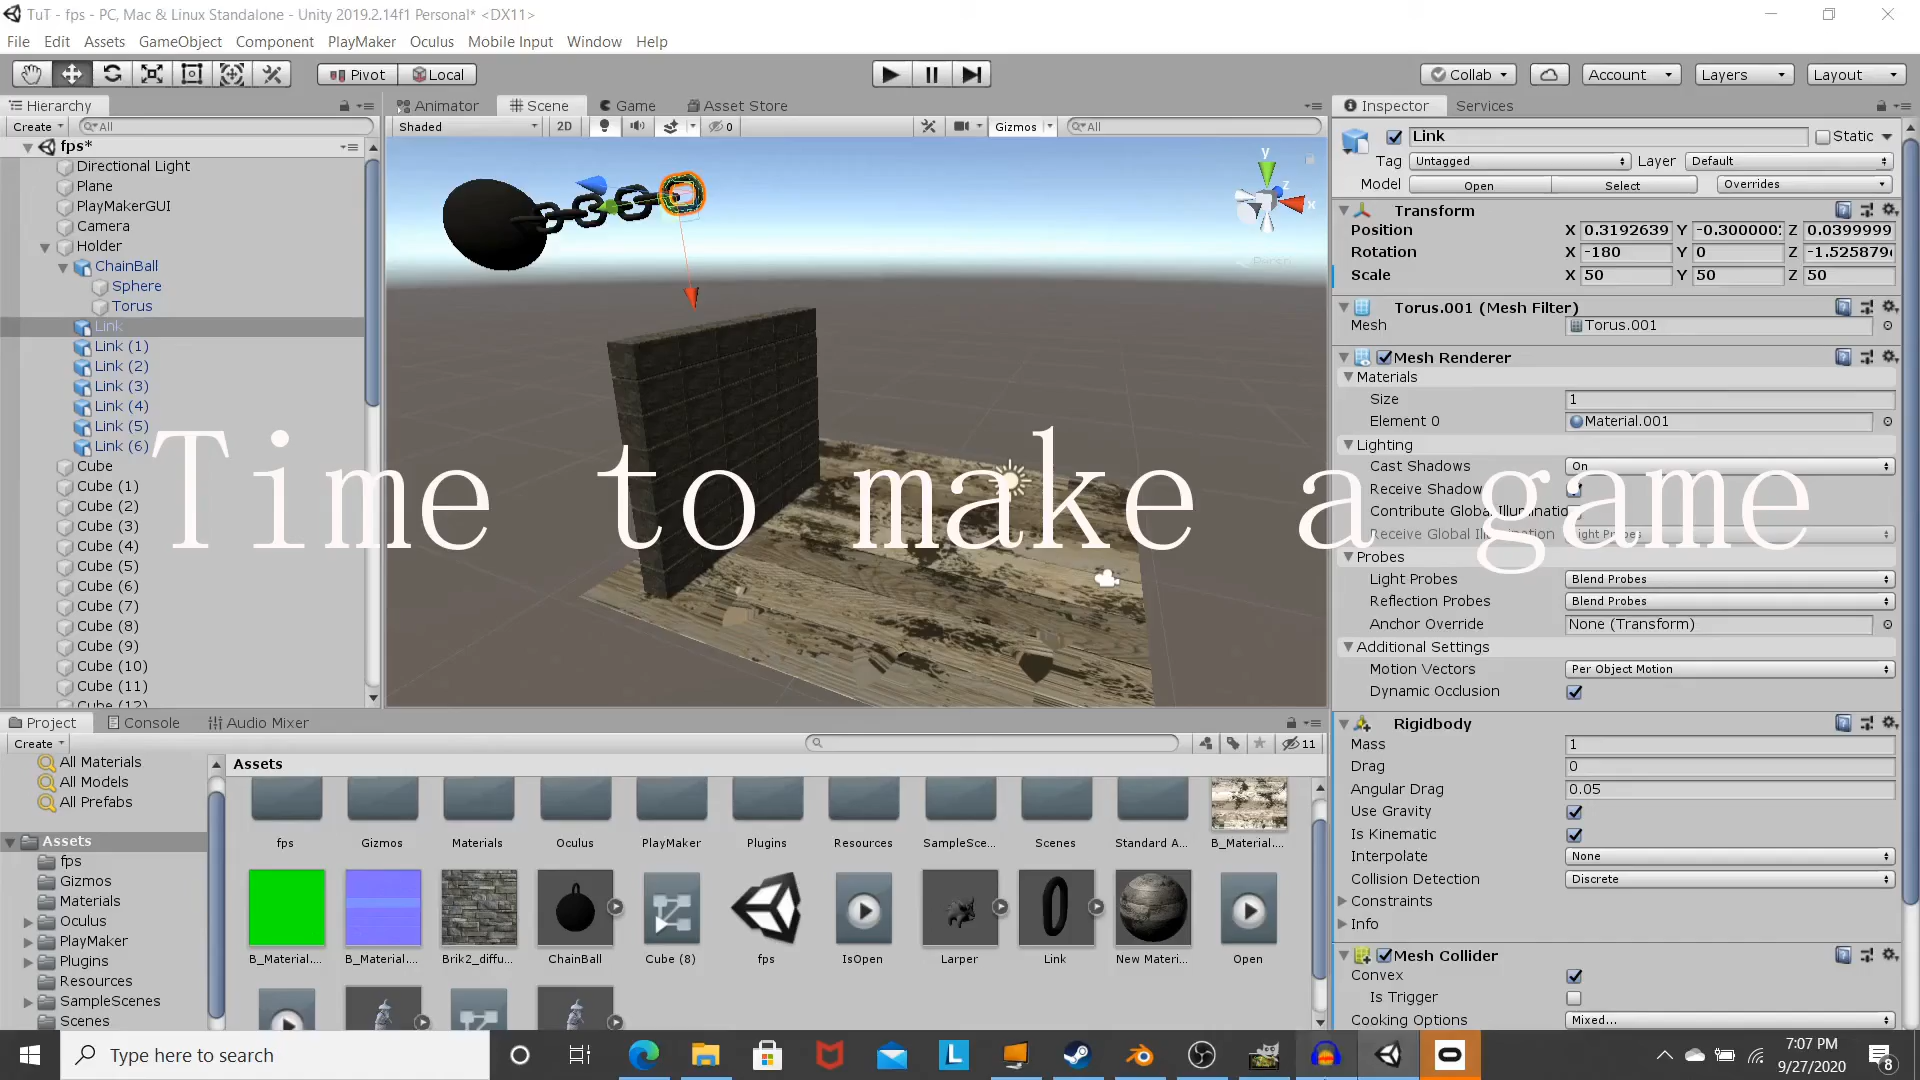 TuT - fps - PC, Mac & Linux Standalone - Unity 2019.2.14f1 Personal* <DX11>
File Edit Assets GameObject Component PlayMaker Oculus Mobile Input Window Help
Pivot Local Collab Account Layers Layout
Hierarchy Animator Scene Game Asset Store Inspector Services
Create All Shaded 2D 0 Gizmos All
fps*
Directional Light
Plane
PlayMakerGUI
Camera
Holder
ChainBall
Sphere
Torus
Link
Link (1)
Link (2)
Link (3)
Link (4)
Link (5)
Link (6)
Cube
Cube (1)
Cube (2)
Cube (3)
Cube (4)
Cube (5)
Cube (6)
Cube (7)
Cube (8)
Cube (9)
Cube (10)
Cube (11)
y
z
x
Persp
Time to make a game
Link Static
Tag Untagged Layer Default
Model Open Select Overrides
Transform
Position X 0.3192639 Y -0.300000 Z 0.0399999
Rotation X -180 Y 0 Z -1.525879
Scale X 50 Y 50 Z 50
Torus.001 (Mesh Filter)
Mesh Torus.001
Mesh Renderer
Materials
Size 1
Element 0 Material.001
Lighting
Cast Shadows On
Receive Shadow
Contribute Global Illuminatio
Receive Global Illumination Light Probes
Probes
Light Probes Blend Probes
Reflection Probes Blend Probes
Anchor Override None (Transform)
Additional Settings
Motion Vectors Per Object Motion
Dynamic Occlusion
Rigidbody
Mass 1
Drag 0
Angular Drag 0.05
Use Gravity
Is Kinematic
Interpolate None
Collision Detection Discrete
Constraints
Info
Mesh Collider
Convex
Is Trigger
Cooking Options Mixed...
Project Console Audio Mixer
Create 11
All Materials
All Models
All Prefabs
Assets
fps
Gizmos
Materials
Oculus
PlayMaker
Plugins
Resources
SampleScenes
Scenes
Assets
fps Gizmos Materials Oculus PlayMaker Plugins Resources SampleSce... Scenes Standard A... B_Material....
B_Material.... B_Material.... Brik2_diffu... ChainBall Cube (8) fps IsOpen Larper Link New Materi... Open
Type here to search
L
7:07 PM
9/27/2020
8